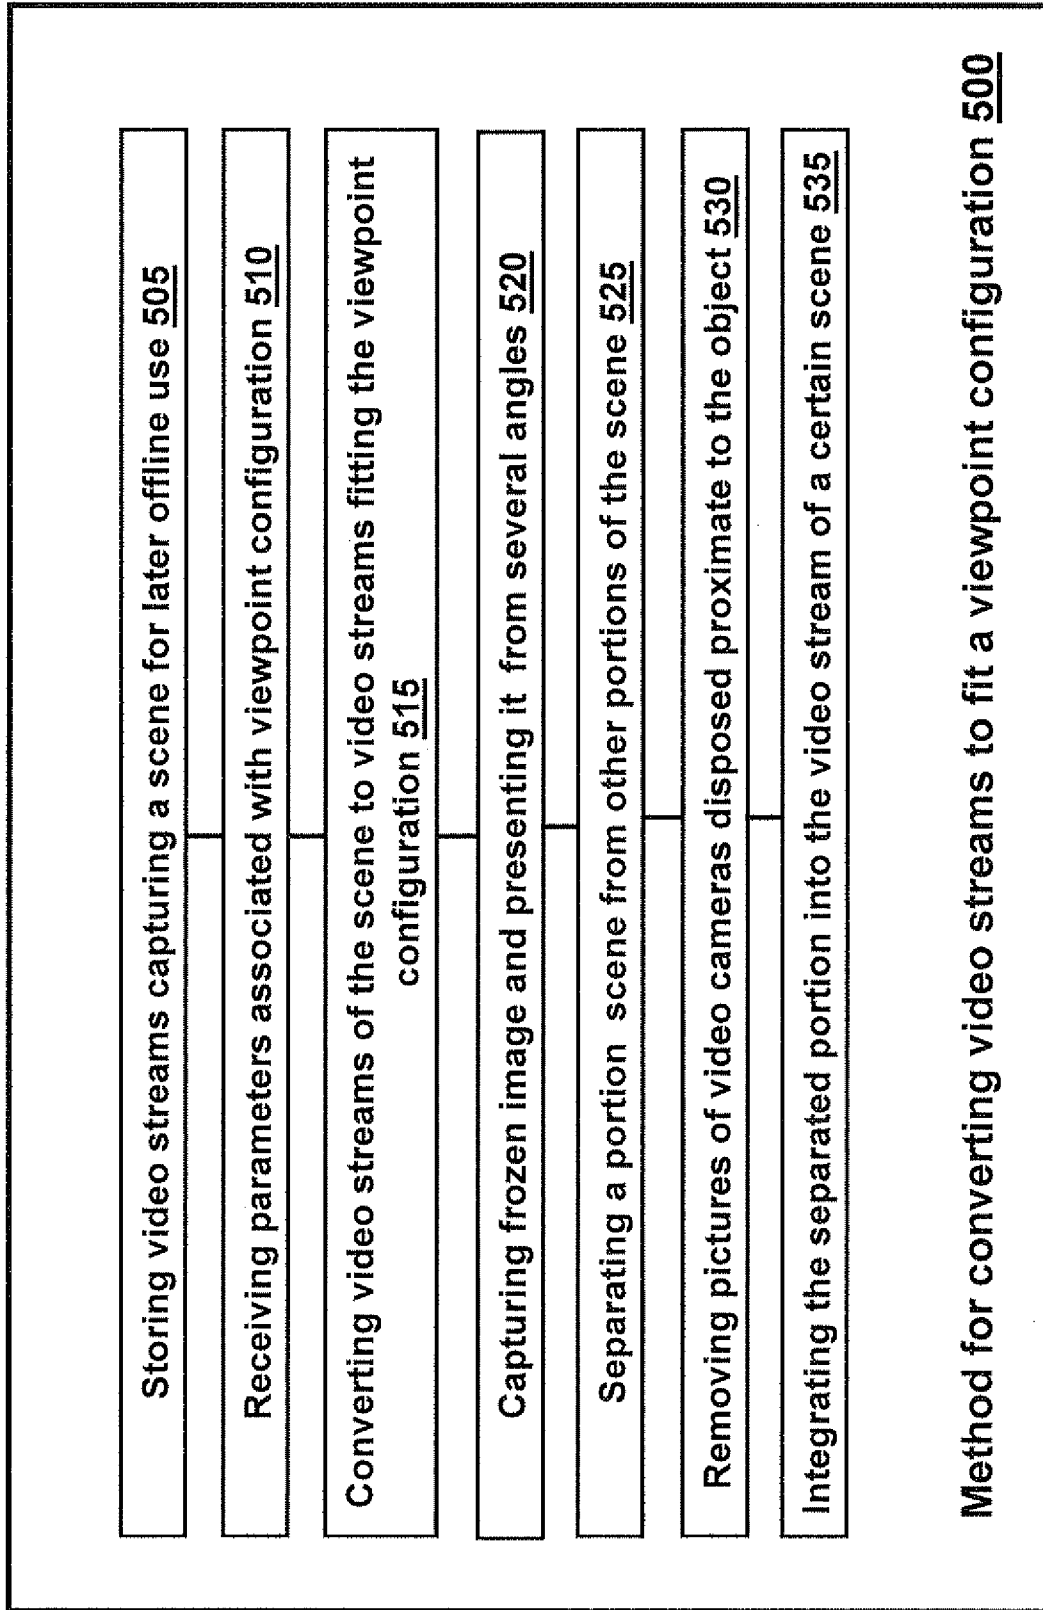 Storing video streams capturing a scene for later offline use 505
Receiving parameters associated with viewpoint configuration 510
Converting video streams of the scene to video streams fitting the viewpoint
configuration 515
Capturing frozen image and presenting it from several angles 520
Separating a portion scene from other portions of the scene 525
Removing pictures of video cameras disposed proximate to the object 530
Integrating the separated portion into the video stream of a certain scene 535
Method for converting video streams to fit a viewpoint configuration 500